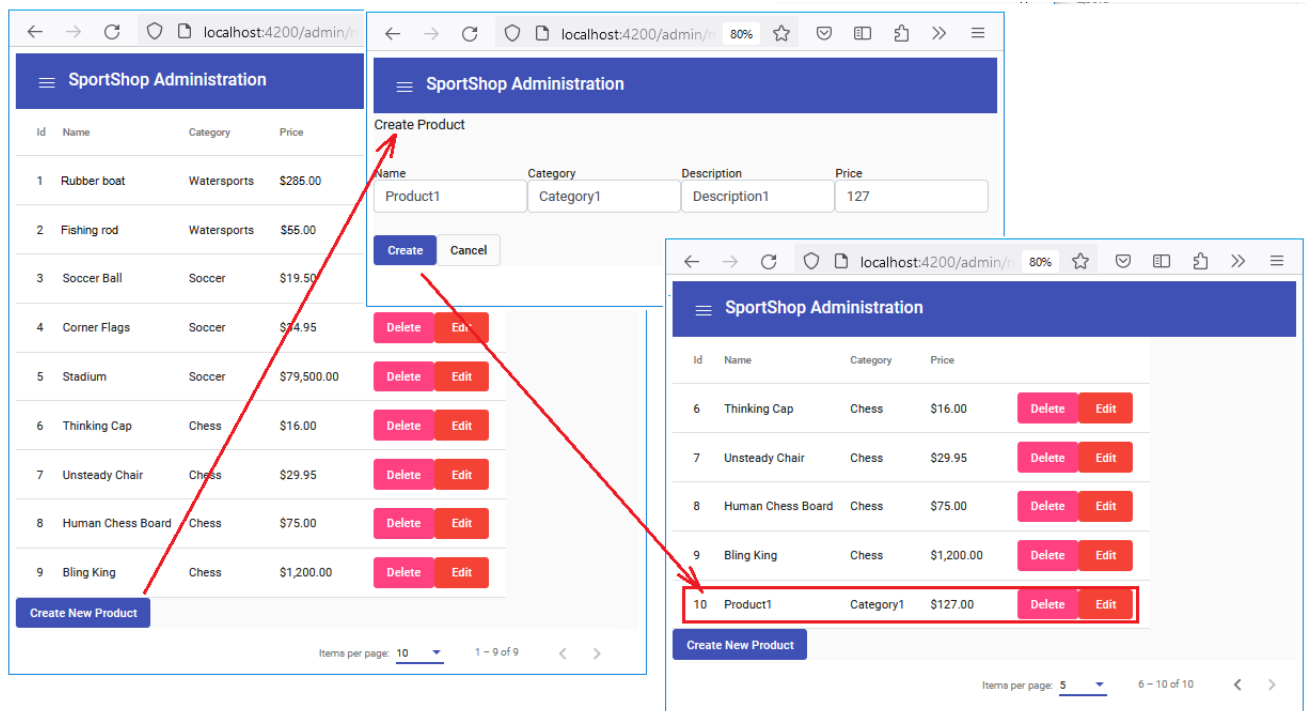 localhost:4200/admin/
SportShop Administration
Id Name Category Price
1 Rubber boat Watersports $285.00
2 Fishing rod Watersports $55.00
3 Soccer Ball Soccer $19.50
4 Corner Flags Soccer $34.95 Delete Edit
5 Stadium Soccer $79,500.00 Delete Edit
6 Thinking Cap Chess $16.00 Delete Edit
7 Unsteady Chair Chess $29.95 Delete Edit
8 Human Chess Board Chess $75.00 Delete Edit
9 Bling King Chess $1,200.00 Delete Edit
Create New Product
Items per page: 10 1 – 9 of 9
localhost:4200/admin/ 80%
SportShop Administration
Create Product
Name Category Description Price
Product1 Category1 Description1 127
Create Cancel
localhost:4200/admin/ 80%
SportShop Administration
Id Name Category Price
6 Thinking Cap Chess $16.00 Delete Edit
7 Unsteady Chair Chess $29.95 Delete Edit
8 Human Chess Board Chess $75.00 Delete Edit
9 Bling King Chess $1,200.00 Delete Edit
10 Product1 Category1 $127.00 Delete Edit
Create New Product
Items per page: 5 6 – 10 of 10